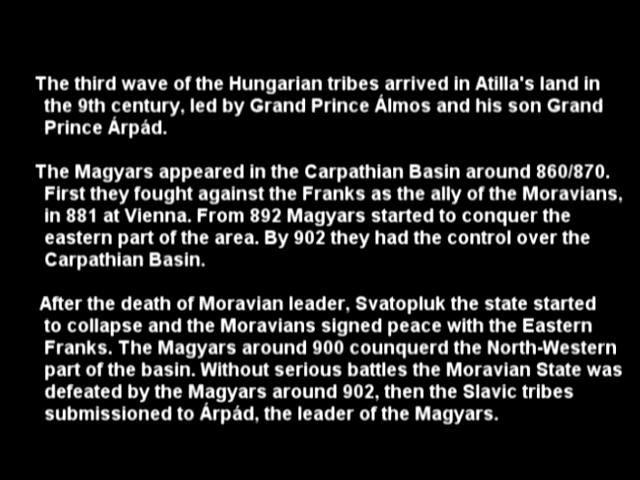 The third wave of the Hungarian tribes arrived in Atilla's land in
the 9th century, led by Grand Prince Álmos and his son Grand
Prince Árpád.
The Magyars appeared in the Carpathian Basin around 860/870.
First they fought against the Franks as the ally of the Moravians,
in 881 at Vienna. From 892 Magyars started to conquer the
eastern part of the area. By 902 they had the control over the
Carpathian Basin.
After the death of Moravian leader, Svatopluk the state started
to collapse and the Moravians signed peace with the Eastern
Franks. The Magyars around 900 counquerd the North-Western
part of the basin. Without serious battles the Moravian State was
defeated by the Magyars around 902, then the Slavic tribes
submissioned to Árpád, the leader of the Magyars.